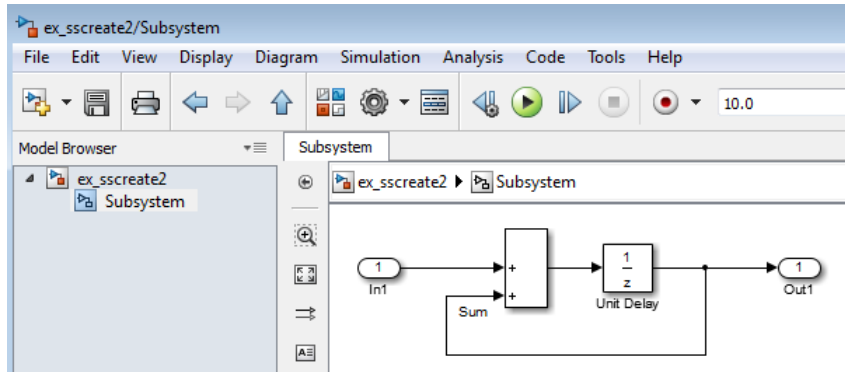 ex_sscreate2/Subsystem
File Edit View Display Diagram Simulation Analysis Code Tools Help
10.0
Model Browser
Subsystem
ex_sscreate2
Subsystem
ex_sscreate2 Subsystem
1
In1
+
+
Sum
1
z
Unit Delay
1
Out1